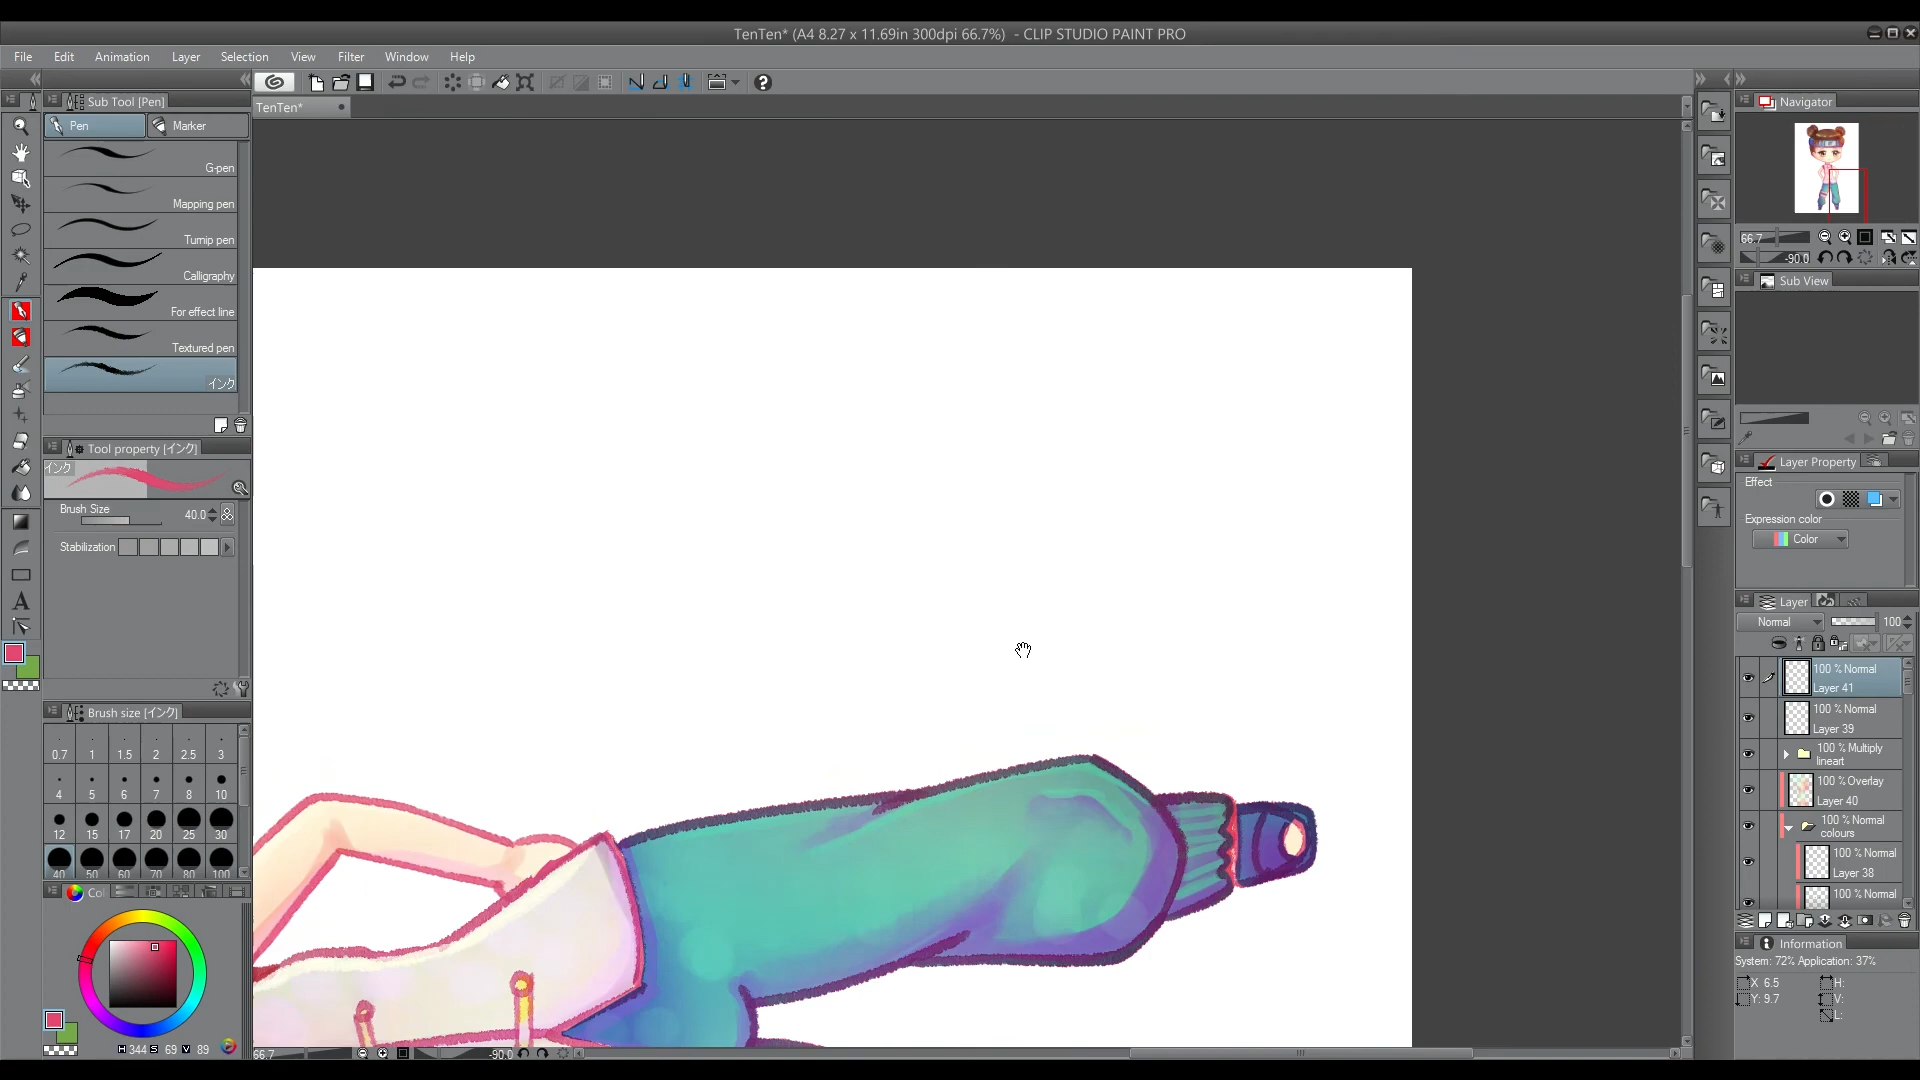 TenTen* (A4 8.27 x 11.69in 300dpi 66.7%) - CLIP STUDIO PAINT PRO
File Edit Animation Layer Selection View Filter Window Help
Sub Tool [Pen]
TenTen*
Navigator
Pen Marker
G-pen
Mapping pen
Turnip pen
Calligraphy
For effect line
Textured pen
インク
Tool property [インク]
インク
Brush Size 40.0
Stabilization
Brush size [インク]
0.7 1 1.5 2 2.5 3
4 5 6 7 8 10
12 15 17 20 25 30
40 50 60 70 80 100
Co
H 344 S 69 V 89
66.7 -90.0
66.7
-90.0
Sub View
Layer Property
Effect
Expression color
Color
Layer
Normal 100
100 % Normal
Layer 41
100 % Normal
Layer 39
100 % Multiply
lineart
100 % Overlay
Layer 40
100 % Normal
colours
100 % Normal
Layer 38
100 % Normal
Information
System: 72% Application: 37%
X 6.5 H:
Y: 9.7 V:
L: